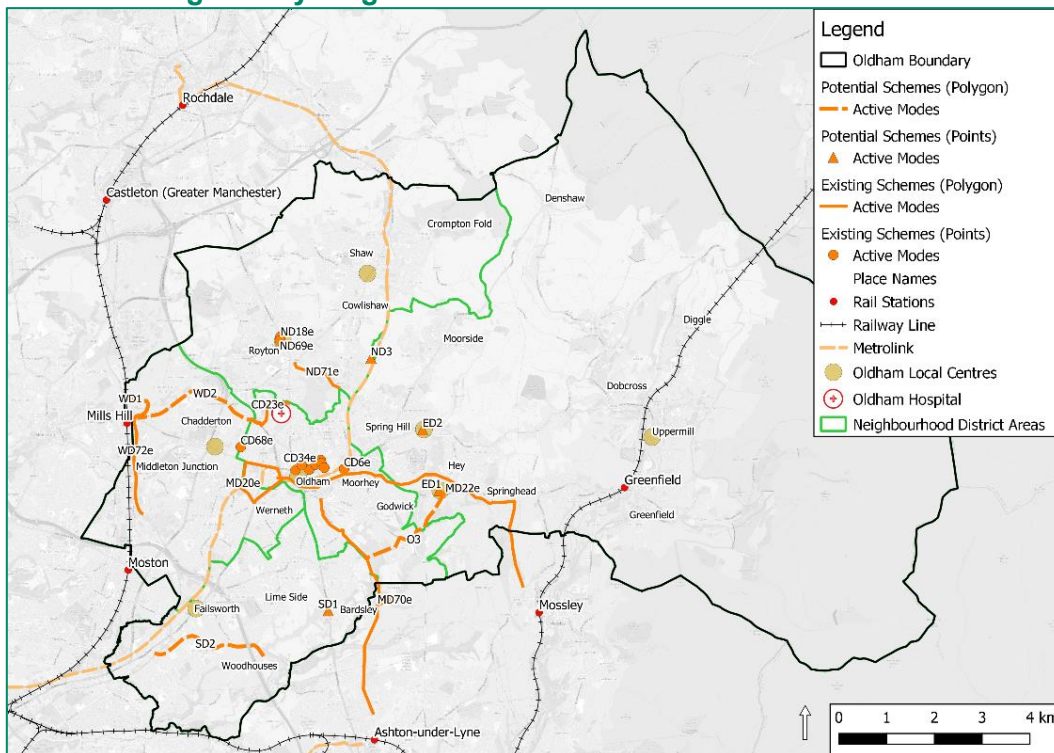 Legend
Oldham Boundary
Potential Schemes (Polygon)
Active Modes
Potential Schemes (Points)
Active Modes
Existing Schemes (Polygon)
Active Modes
Existing Schemes (Points)
Active Modes
Place Names
Rail Stations
Railway Line
Metrolink
Oldham Local Centres
Oldham Hospital
Neighbourhood District Areas
Rochdale
Castleton (Greater Manchester)
Denshaw
Crompton Fold
Shaw
Cowlishaw
Diggle
ND18e
ND69e
Royton
Moorside
ND3
ND71e
Dobcross
WD1
WD2
CD23e
Mills Hill
Chadderton
Spring Hill
ED2
Uppermill
CD68e
WD72e
Middleton Junction
CD34e
CD6e
Hey
MD20e
Oldham
Moorhey
ED1
MD22e
Springhead
Greenfield
Werneth
Godwick
Greenfield
O3
Moston
Lime Side
SD1
Bardsley
MD70e
Failsworth
Mossley
SD2
Woodhouses
Ashton-under-Lyne
0 1 2 3 4 km